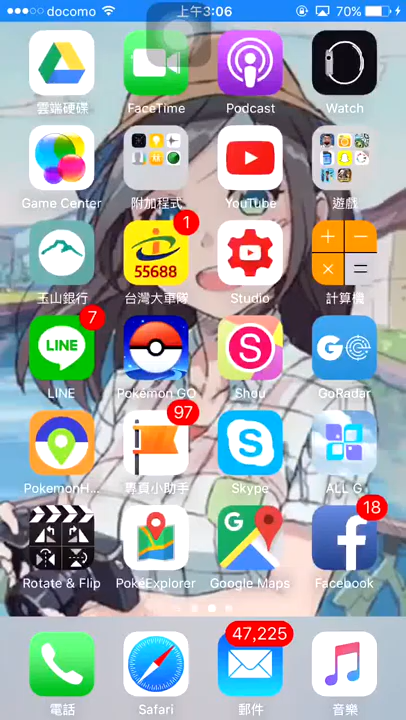 docomo 上午3:06 70%
雲端硬碟 FaceTime Podcast Watch
Game Center 附加程式 YouTube 遊戲
1
55688
玉山銀行 台灣大車隊 Studio 計算機
7
LINE
LINE Pokémon GO Shou GoRadar
97
PokemonH... 專頁小助手 Skype ALL G
18
Rotate & Flip PokéExplorer Google Maps Facebook
47,225
電話 Safari 郵件 音樂